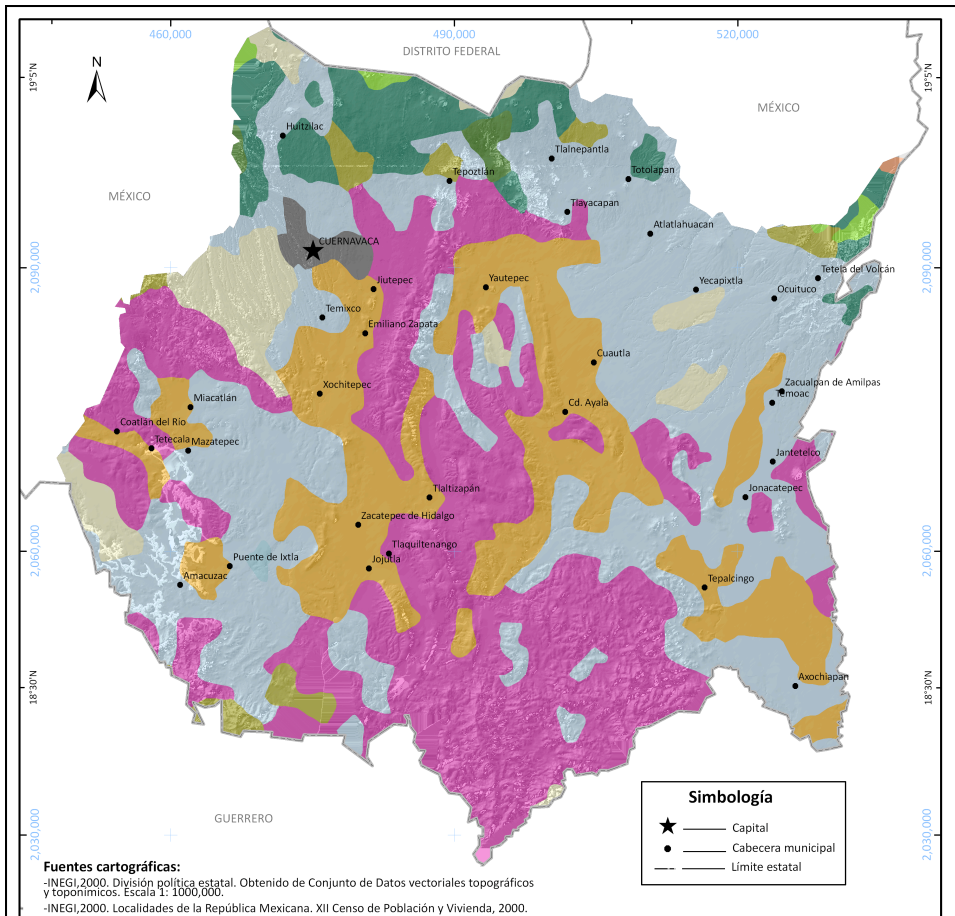 460,000
490,000
520,000
DISTRITO FEDERAL
19°5'N
19°5'N
N
MÉXICO
Huitzilac
Tlalnepantla
Tepoztlán
Totolapan
MÉXICO
Tlayacapan
Atlatlahuacan
CUERNAVACA
2,090,000
2,090,000
Jiutepec
Yautepec
Yecapixtla
Tetela del Volcán
Ocuituco
Temixco
Emiliano Zapata
Cuautla
Xochitepec
Zacualpan de Amilpas
Temoac
Miacatlán
Cd. Ayala
Coatlán del Rio
Tetecala
Mazatepec
Jantetelco
Tlaltizapán
Jonacatepec
Zacatepec de Hidalgo
Tlaquiltenango
2,060,000
2,060,000
Puente de Ixtla
Jojutla
Amacuzac
Tepalcingo
18°30'N
18°30'N
Axochiapan
Simbología
GUERRERO
Capital
Cabecera municipal
Límite estatal
2,030,000
2,030,000
Fuentes cartográficas:
-INEGI,2000. División política estatal. Obtenido de Conjunto de Datos vectoriales topográficos
y toponímicos. Escala 1: 1000,000.
-INEGI,2000. Localidades de la República Mexicana. XII Censo de Población y Vivienda, 2000.